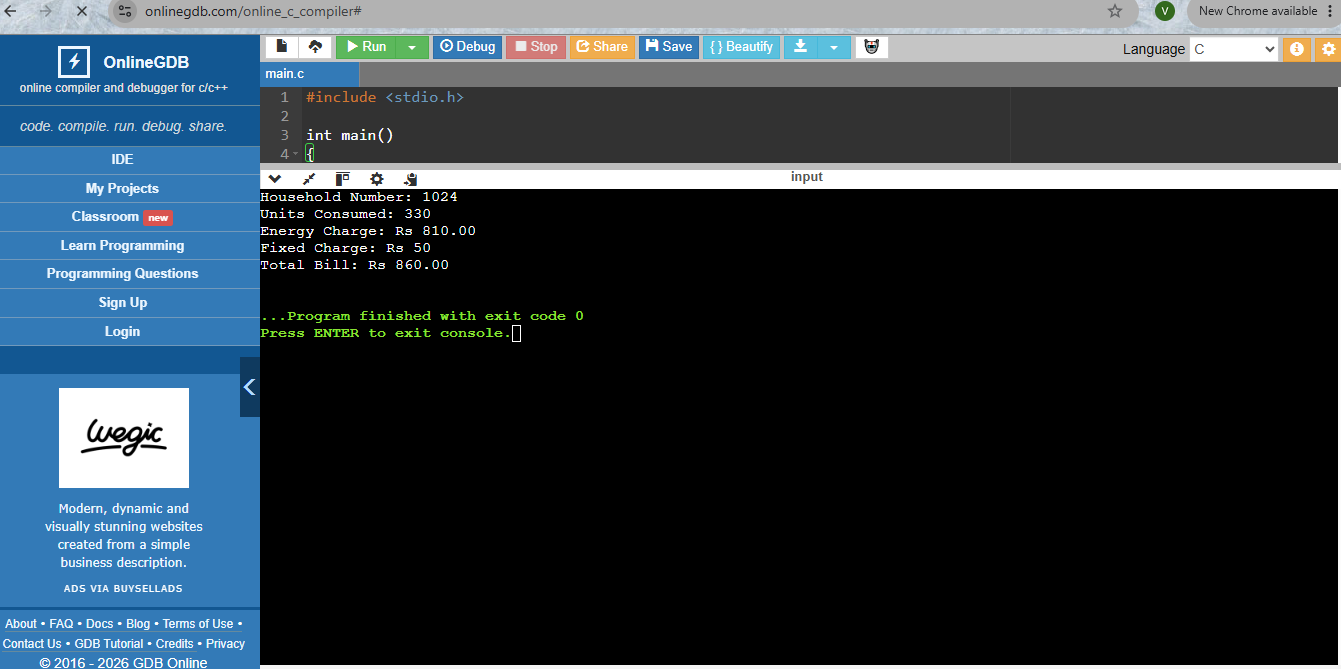 onlinegdb.com/online_c_compiler#
V
New Chrome available
OnlineGDB
online compiler and debugger for c/c++
code. compile. run. debug. share.
IDE
My Projects
Classroom new
Learn Programming
Programming Questions
Sign Up
Login
wegic
Modern, dynamic and
visually stunning websites
created from a simple
business description.
ADS VIA BUYSELLADS
About • FAQ • Docs • Blog • Terms of Use •
Contact Us • GDB Tutorial • Credits • Privacy
© 2016 - 2026 GDB Online
Run Debug Stop Share Save { } Beautify
Language C
main.c
1 #include <stdio.h>
2
3 int main()
4 {
input
Household Number: 1024
Units Consumed: 330
Energy Charge: Rs 810.00
Fixed Charge: Rs 50
Total Bill: Rs 860.00
...Program finished with exit code 0
Press ENTER to exit console.